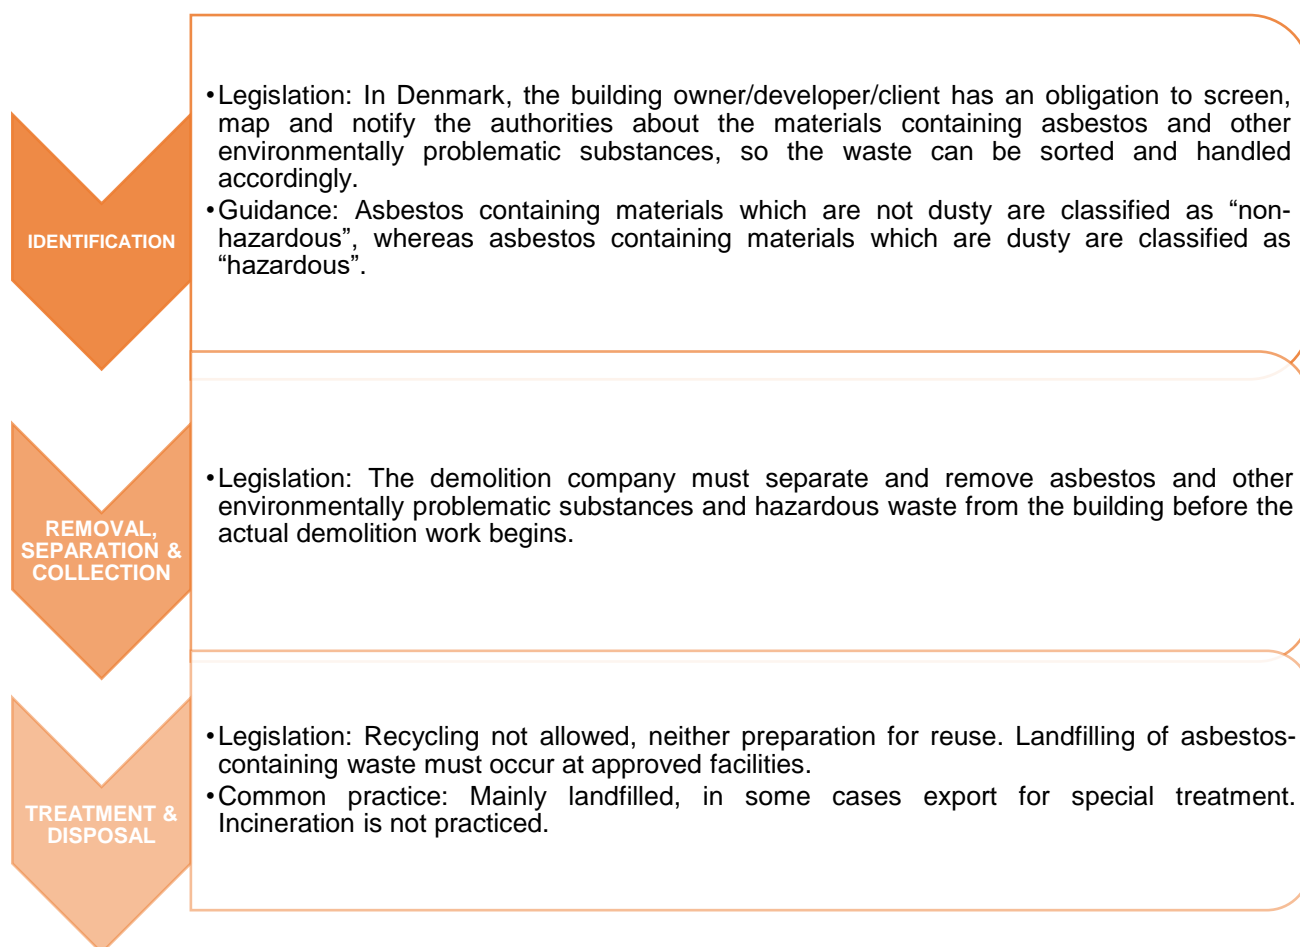 IDENTIFICATION
•Legislation: In Denmark, the building owner/developer/client has an obligation to screen,
map and notify the authorities about the materials containing asbestos and other
environmentally problematic substances, so the waste can be sorted and handled
accordingly.
•Guidance: Asbestos containing materials which are not dusty are classified as “non-
hazardous”, whereas asbestos containing materials which are dusty are classified as
“hazardous”.
REMOVAL,
SEPARATION &
COLLECTION
•Legislation: The demolition company must separate and remove asbestos and other
environmentally problematic substances and hazardous waste from the building before the
actual demolition work begins.
TREATMENT &
DISPOSAL
•Legislation: Recycling not allowed, neither preparation for reuse. Landfilling of asbestos-
containing waste must occur at approved facilities.
•Common practice: Mainly landfilled, in some cases export for special treatment.
Incineration is not practiced.